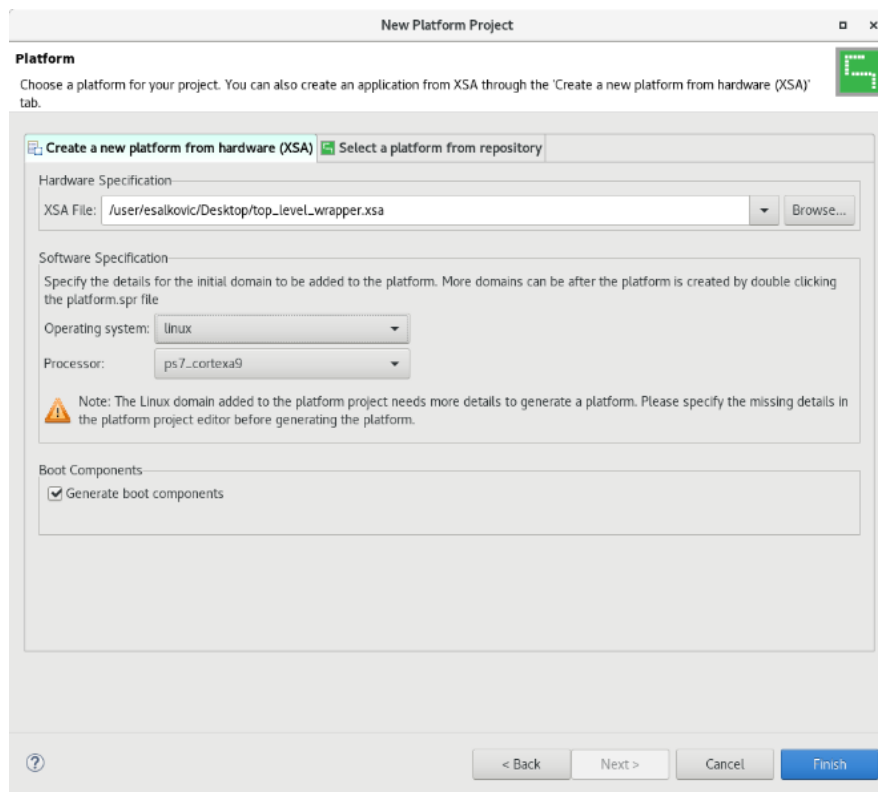 New Platform Project
Platform
Choose a platform for your project. You can also create an application from XSA through the 'Create a new platform from hardware (XSA)'
tab.
Create a new platform from hardware (XSA) Select a platform from repository
Hardware Specification
XSA File: /user/esalkovic/Desktop/top_level_wrapper.xsa Browse...
Software Specification
Specify the details for the initial domain to be added to the platform. More domains can be after the platform is created by double clicking
the platform.spr file
Operating system: linux
Processor: ps7_cortexa9
Note: The Linux domain added to the platform project needs more details to generate a platform. Please specify the missing details in
the platform project editor before generating the platform.
Boot Components
Generate boot components
< Back Next > Cancel Finish